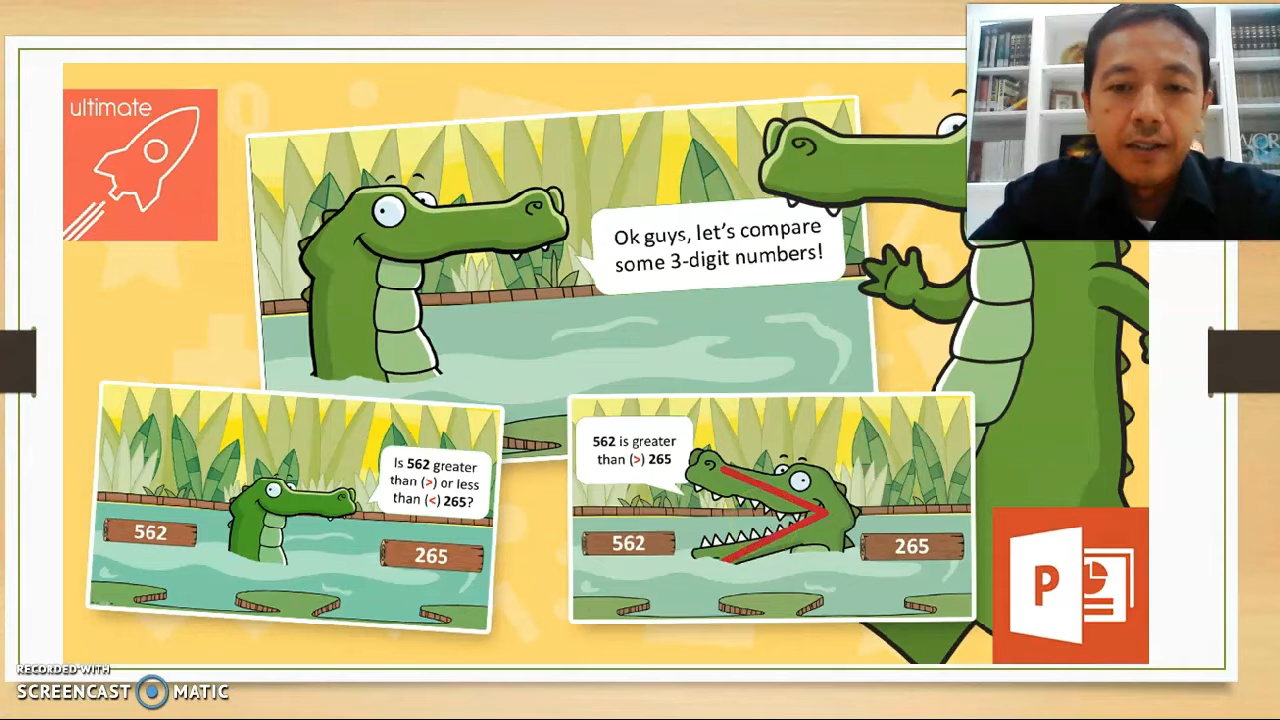 ultimate
Ok guys, let's compare
some 3-digit numbers!
Is 562 greater
than (>) or less
than (<) 265?
562
265
562 is greater
than (>) 265
562
265
P
RECORDED WITH
SCREENCAST MATIC